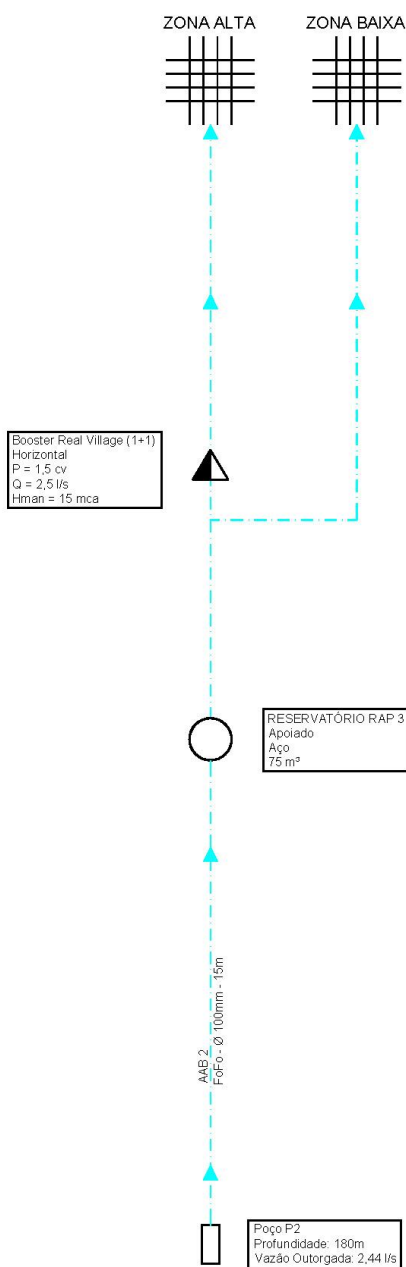 ZONA ALTA
ZONA BAIXA
Booster Real Village (1+1)
Horizontal
P = 1,5 cv
Q = 2,5 l/s
Hman = 15 mca
RESERVATÓRIO RAP 3
Apoiado
Aço
75 m³
AAB 2
FoFo - Ø 100mm - 15m
Poço P2
Profundidade: 180m
Vazão Outorgada: 2,44 l/s